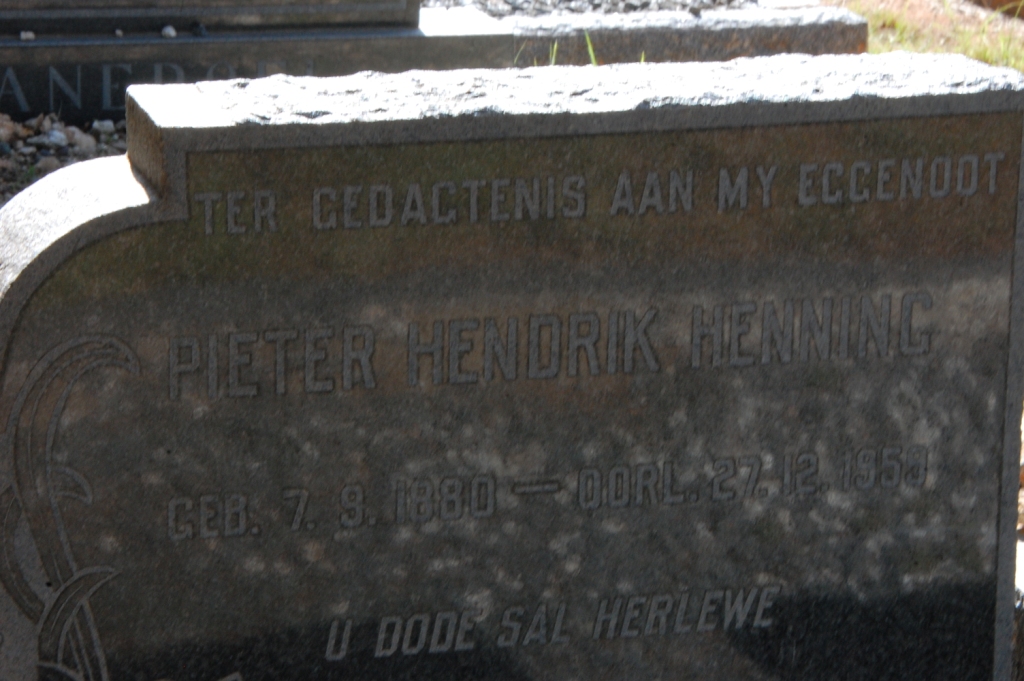 TER GEDAGTENIS AAN MY EGGENOOT
PIETER HENDRIK HENNING
GEB. 7. 9. 1880 — OORL. 27. 12. 1953
U DODE SAL HERLEWE